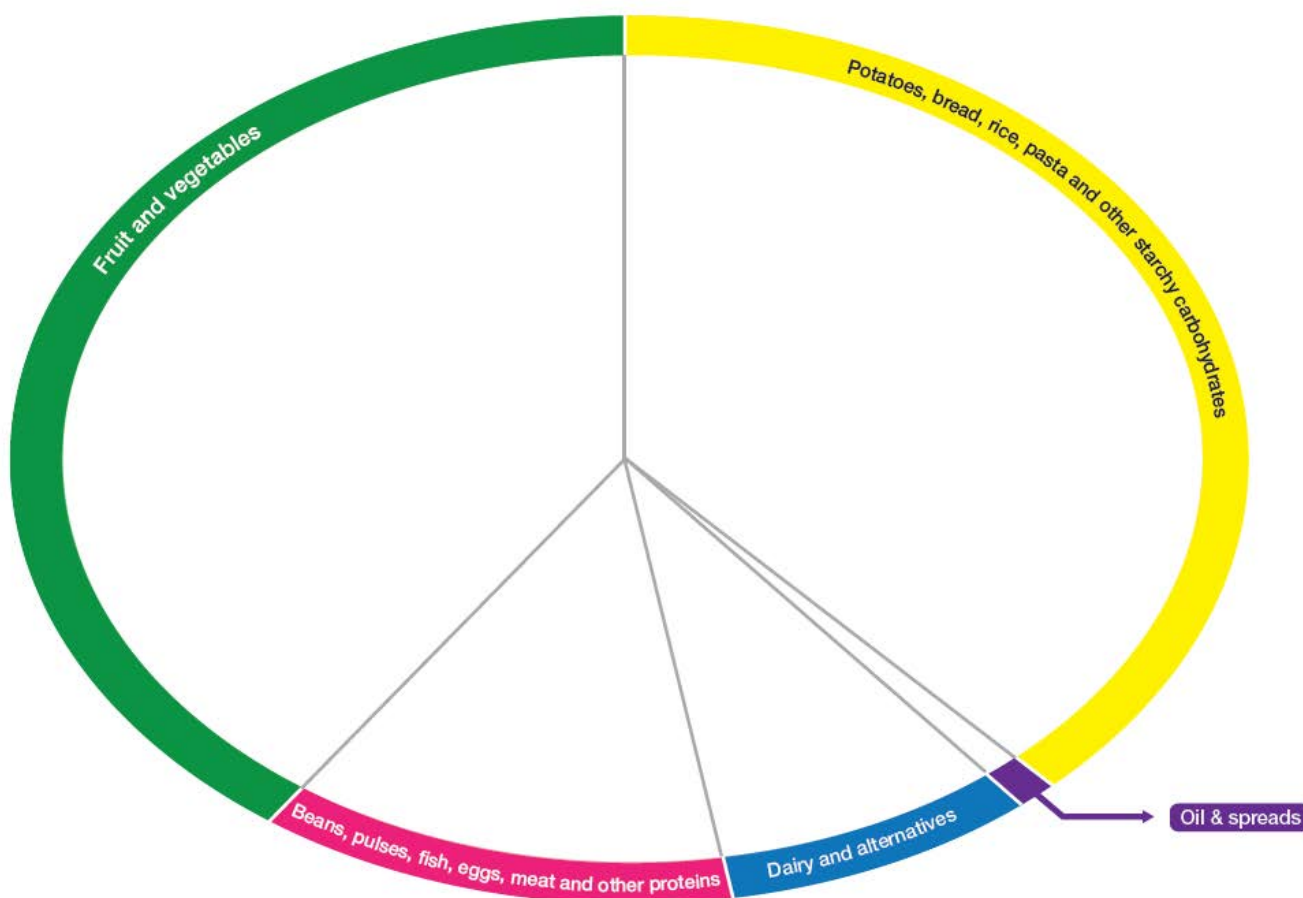 Fruit and vegetables
Potatoes, bread, rice, pasta and other starchy carbohydrates
Beans, pulses, fish, eggs, meat and other proteins
Dairy and alternatives
Oil & spreads